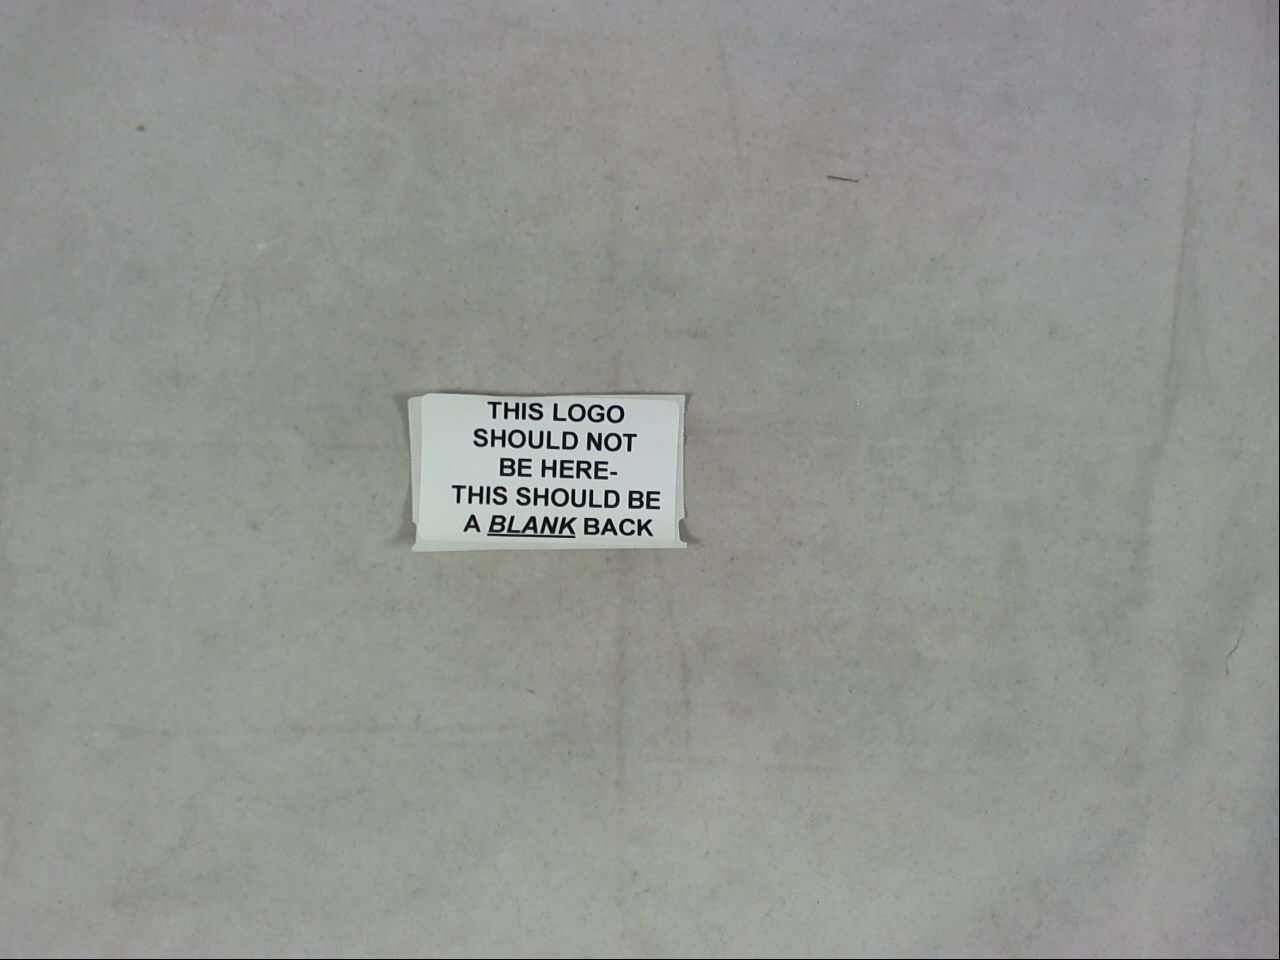 THIS LOGO
SHOULD NOT
BE HERE-
THIS SHOULD BE
A BLANK BACK